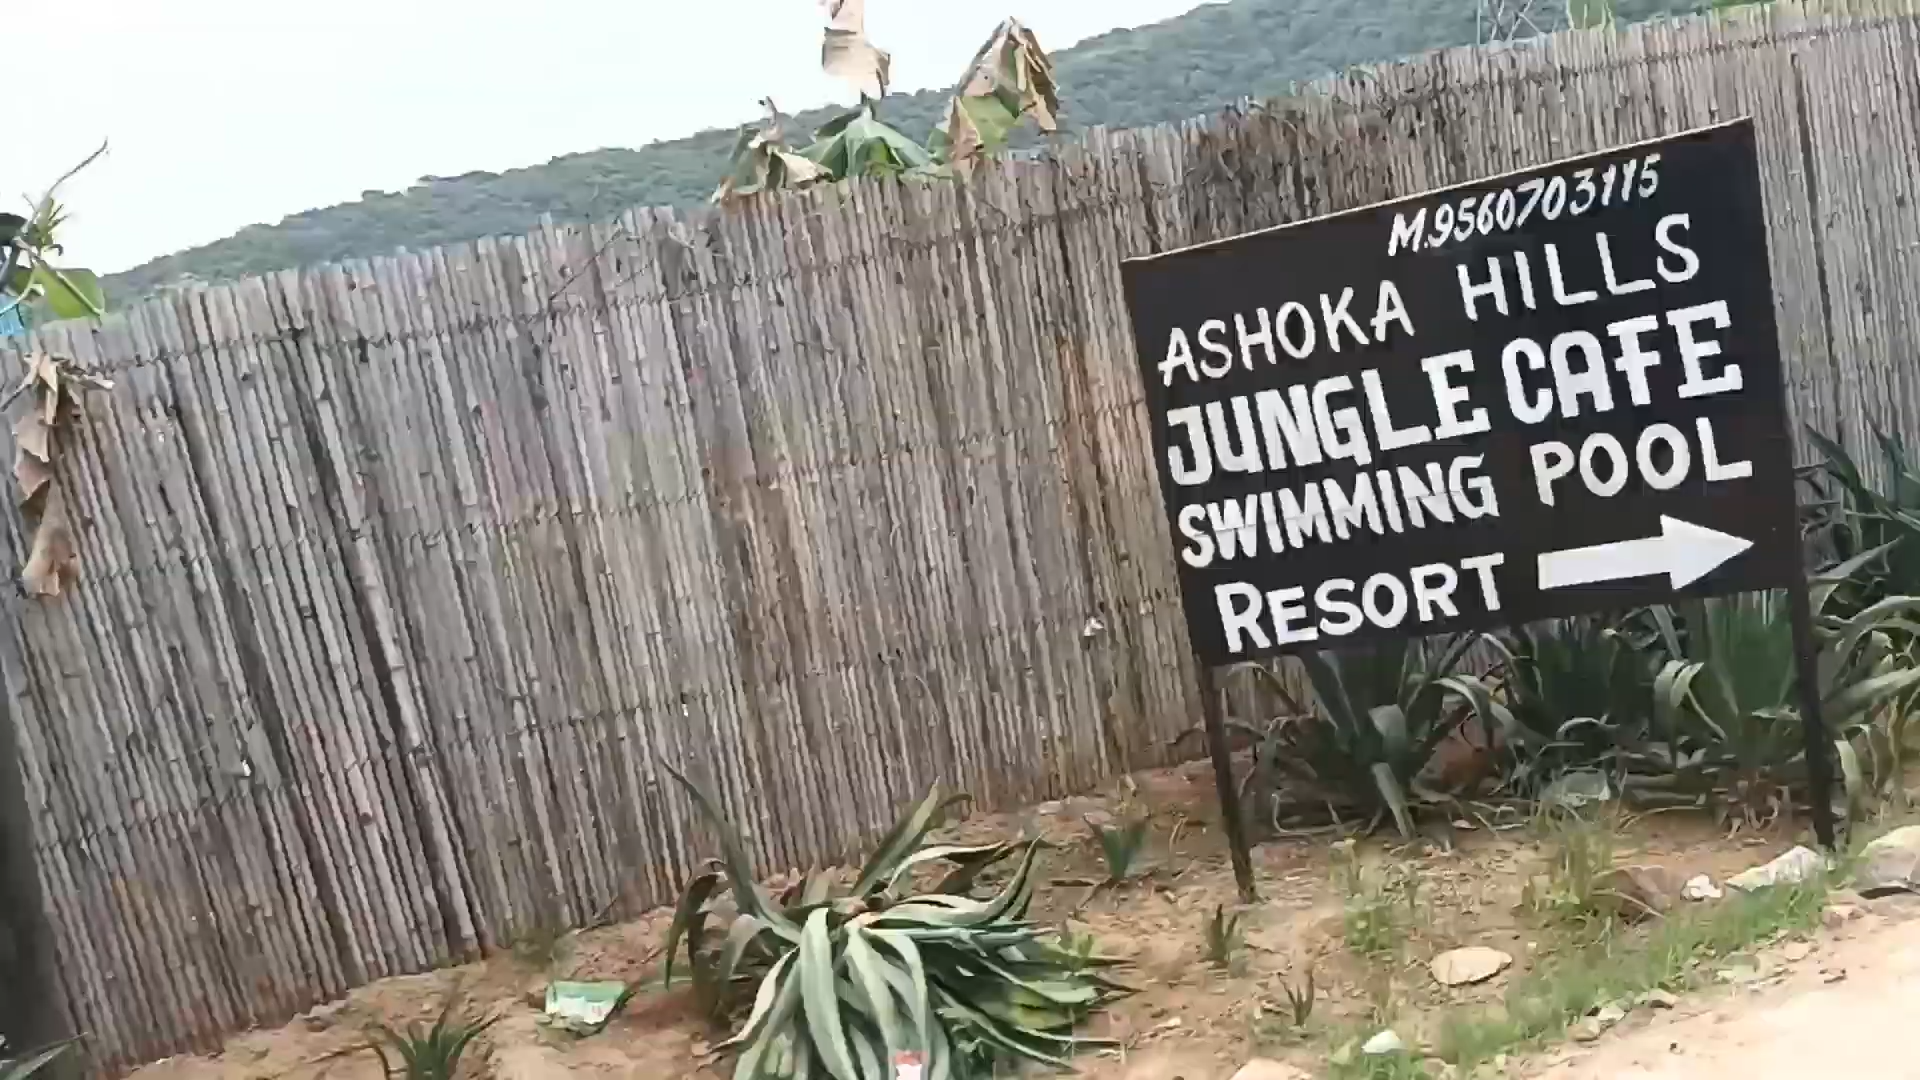 M.9560703115
ASHOKA HILLS
JUNGLE CAFE
SWIMMING POOL
RESORT